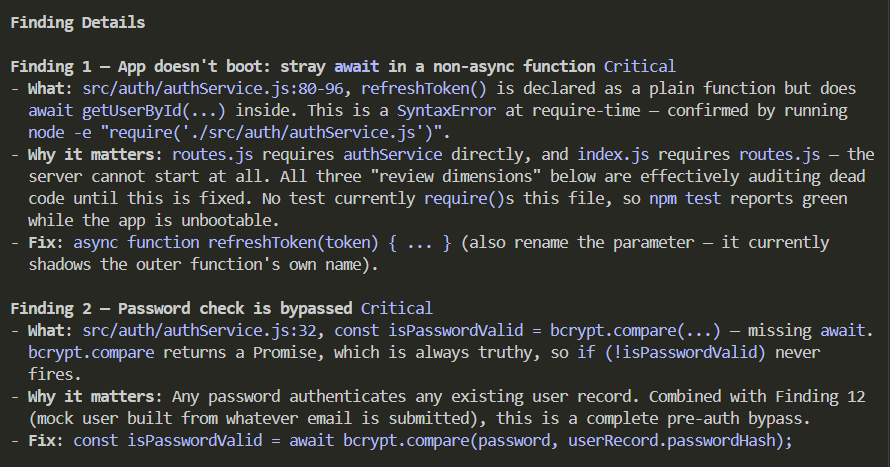 Finding Details
Finding 1 — App doesn't boot: stray await in a non-async function Critical
- What: src/auth/authService.js:80-96, refreshToken() is declared as a plain function but does
await getUserById(...) inside. This is a SyntaxError at require-time — confirmed by running
node -e "require('./src/auth/authService.js')".
- Why it matters: routes.js requires authService directly, and index.js requires routes.js — the
server cannot start at all. All three "review dimensions" below are effectively auditing dead
code until this is fixed. No test currently require()s this file, so npm test reports green
while the app is unbootable.
- Fix: async function refreshToken(token) { ... } (also rename the parameter — it currently
shadows the outer function's own name).
Finding 2 — Password check is bypassed Critical
- What: src/auth/authService.js:32, const isPasswordValid = bcrypt.compare(...) — missing await.
bcrypt.compare returns a Promise, which is always truthy, so if (!isPasswordValid) never
fires.
- Why it matters: Any password authenticates any existing user record. Combined with Finding 12
(mock user built from whatever email is submitted), this is a complete pre-auth bypass.
- Fix: const isPasswordValid = await bcrypt.compare(password, userRecord.passwordHash);